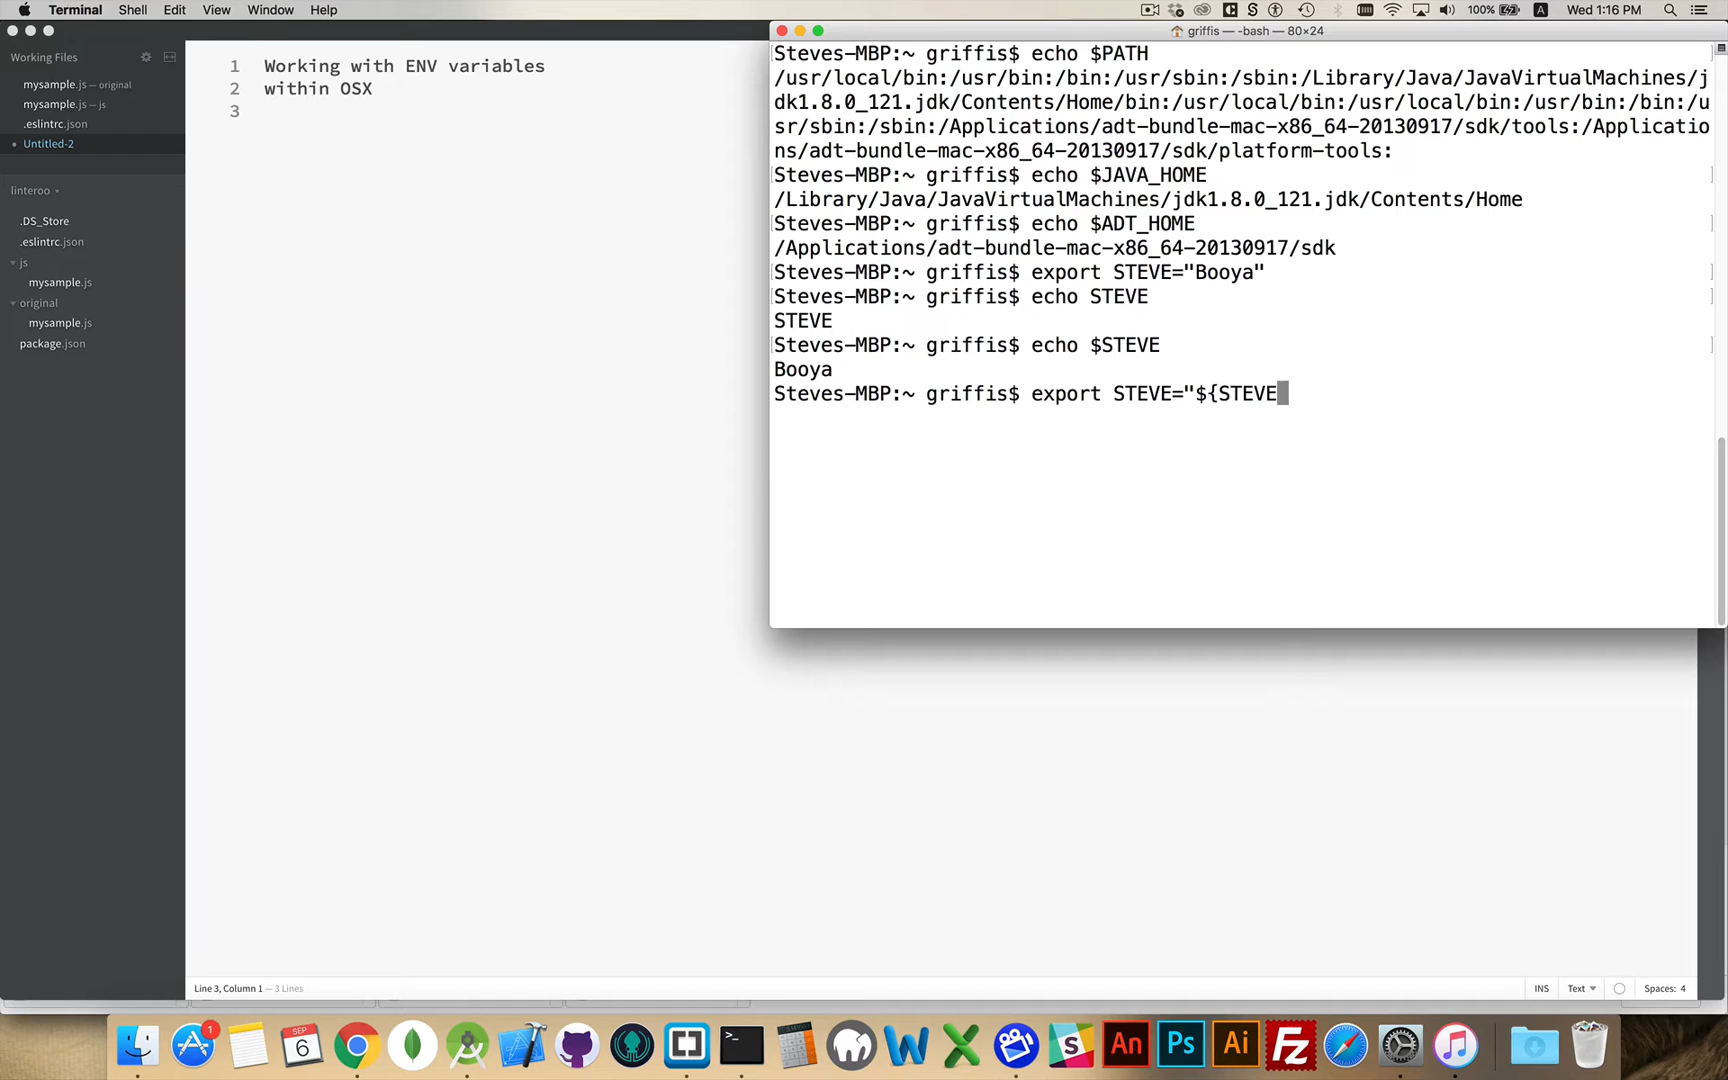 Terminal Shell Edit View Window Help
100% A Wed 1:16 PM
Working Files
mysample.js — original
mysample.js — js
.eslintrc.json
• Untitled-2
linteroo
.DS_Store
.eslintrc.json
js
mysample.js
original
mysample.js
package.json
1 Working with ENV variables
2 within OSX
3
griffis — -bash — 80×24
Steves-MBP:~ griffis$ echo $PATH
/usr/local/bin:/usr/bin:/bin:/usr/sbin:/sbin:/Library/Java/JavaVirtualMachines/j
dk1.8.0_121.jdk/Contents/Home/bin:/usr/local/bin:/usr/local/bin:/usr/bin:/bin:/u
sr/sbin:/sbin:/Applications/adt-bundle-mac-x86_64-20130917/sdk/tools:/Applicatio
ns/adt-bundle-mac-x86_64-20130917/sdk/platform-tools:
Steves-MBP:~ griffis$ echo $JAVA_HOME
/Library/Java/JavaVirtualMachines/jdk1.8.0_121.jdk/Contents/Home
Steves-MBP:~ griffis$ echo $ADT_HOME
/Applications/adt-bundle-mac-x86_64-20130917/sdk
Steves-MBP:~ griffis$ export STEVE="Booya"
Steves-MBP:~ griffis$ echo STEVE
STEVE
Steves-MBP:~ griffis$ echo $STEVE
Booya
Steves-MBP:~ griffis$ export STEVE="${STEVE
Line 3, Column 1 — 3 Lines
INS Text Spaces: 4
1
SEP
6
An Ps Ai Fz